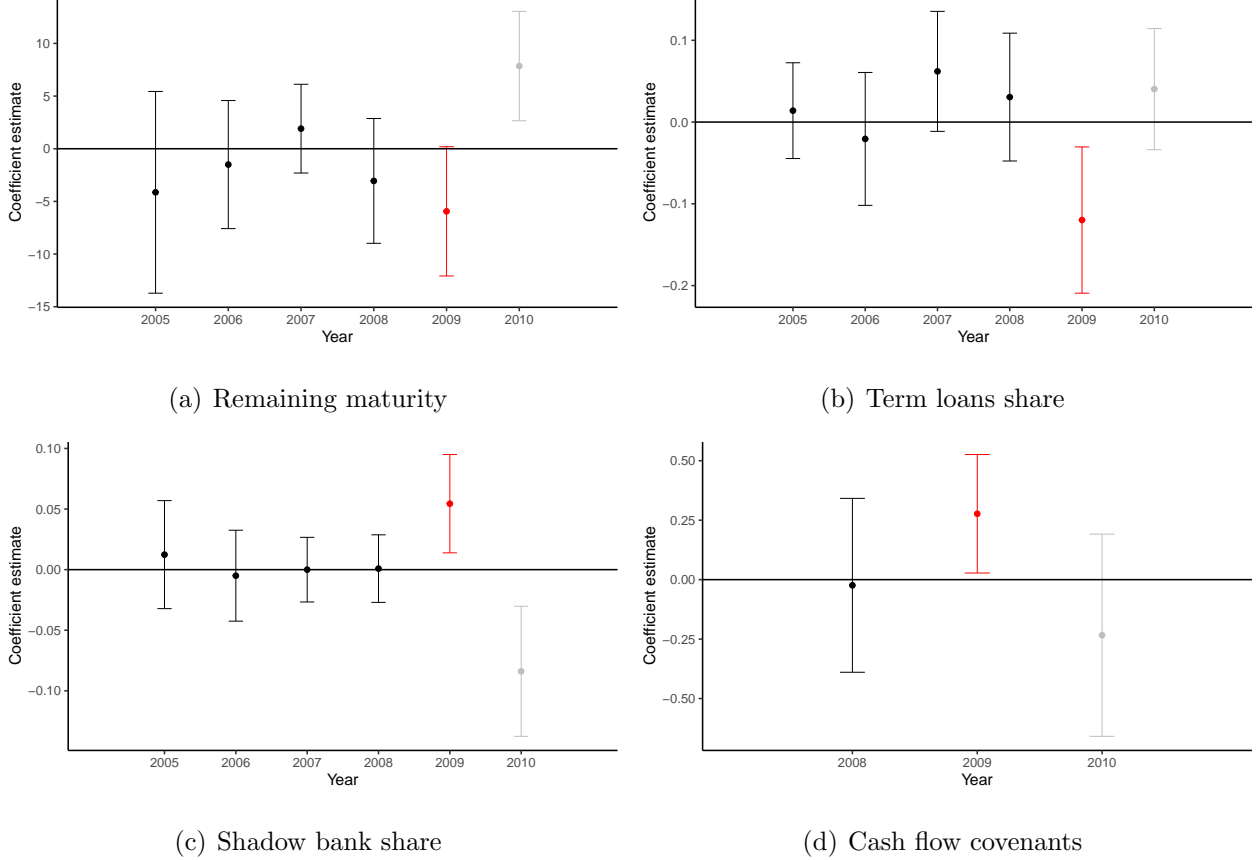 10
5
0
−5
−10
−15
Coefficient estimate
2005 2006 2007 2008 2009 2010
Year
(a) Remaining maturity
0.1
0.0
−0.1
−0.2
Coefficient estimate
2005 2006 2007 2008 2009 2010
Year
(b) Term loans share
0.10
0.05
0.00
−0.05
−0.10
Coefficient estimate
2005 2006 2007 2008 2009 2010
Year
(c) Shadow bank share
0.50
0.25
0.00
−0.25
−0.50
Coefficient estimate
2008 2009 2010
Year
(d) Cash flow covenants